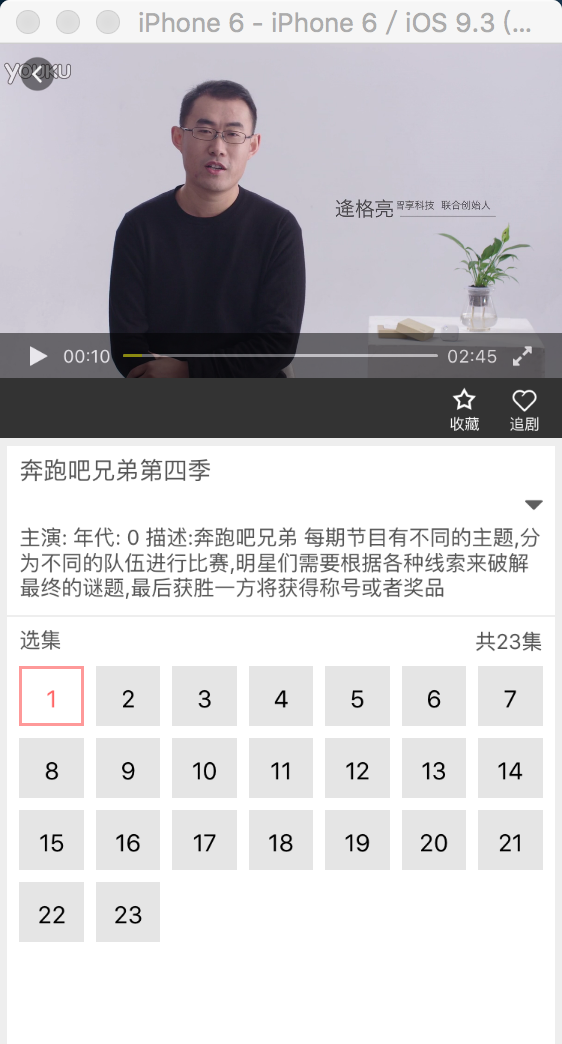 iPhone 6 - iPhone 6 / iOS 9.3 (...
YOUKU
逄格亮 智享科技 联合创始人
00:10
02:45
收藏
追剧
奔跑吧兄弟第四季
主演: 年代: 0 描述:奔跑吧兄弟 每期节目有不同的主题,分
为不同的队伍进行比赛,明星们需要根据各种线索来破解
最终的谜题,最后获胜一方将获得称号或者奖品
选集
共23集
1 2 3 4 5 6 7
8 9 10 11 12 13 14
15 16 17 18 19 20 21
22 23